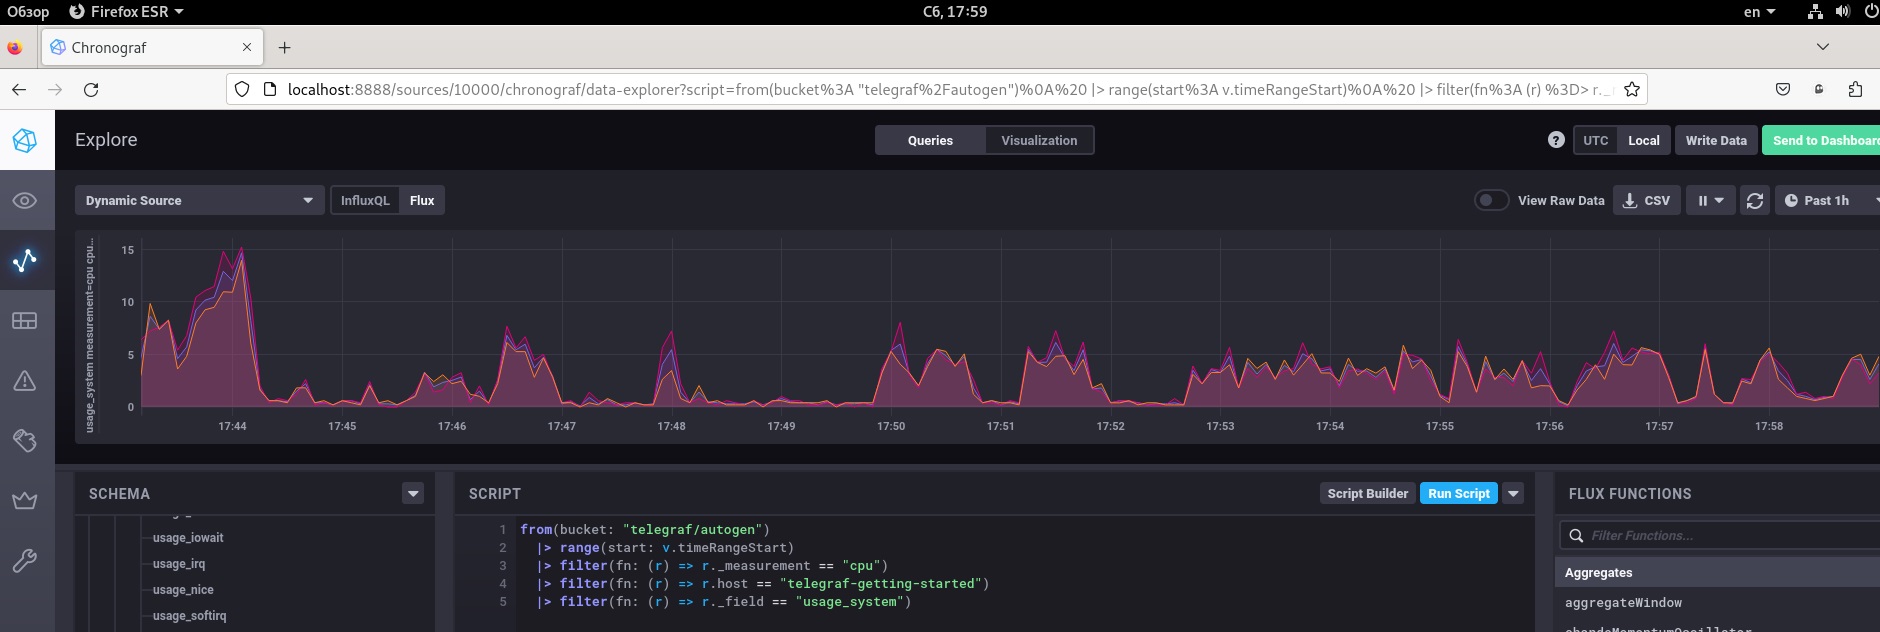 Обзор Firefox ESR Сб, 17:59 en
Chronograf
localhost:8888/sources/10000/chronograf/data-explorer?script=from(bucket%3A "telegraf%2Fautogen")%0A%20 |> range(start%3A v.timeRangeStart)%0A%20 |> filter(fn%3A (r) %3D> r._
Explore Queries Visualization ? UTC Local Write Data Send to Dashboard
Dynamic Source InfluxQL Flux View Raw Data CSV Past 1h
usage_system measurement=cpu cpu...
15
10
5
0
17:44 17:45 17:46 17:47 17:48 17:49 17:50 17:51 17:52 17:53 17:54 17:55 17:56 17:57 17:58
SCHEMA
usage_iowait
usage_irq
usage_nice
usage_softirq
SCRIPT Script Builder Run Script
1 from(bucket: "telegraf/autogen")
2 |> range(start: v.timeRangeStart)
3 |> filter(fn: (r) => r._measurement == "cpu")
4 |> filter(fn: (r) => r.host == "telegraf-getting-started")
5 |> filter(fn: (r) => r._field == "usage_system")
FLUX FUNCTIONS
Filter Functions...
Aggregates
aggregateWindow